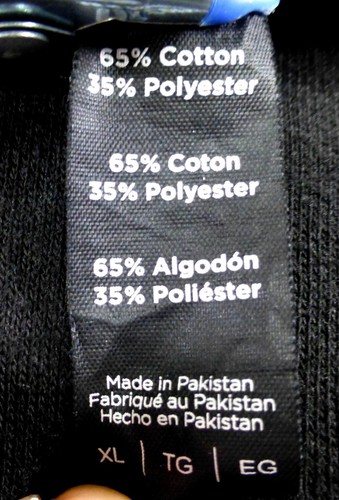 65% Cotton
35% Polyester
65% Coton
35% Polyester
65% Algodón
35% Poliéster
Made in Pakistan
Fabriqué au Pakistan
Hecho en Pakistan
XL | TG | EG